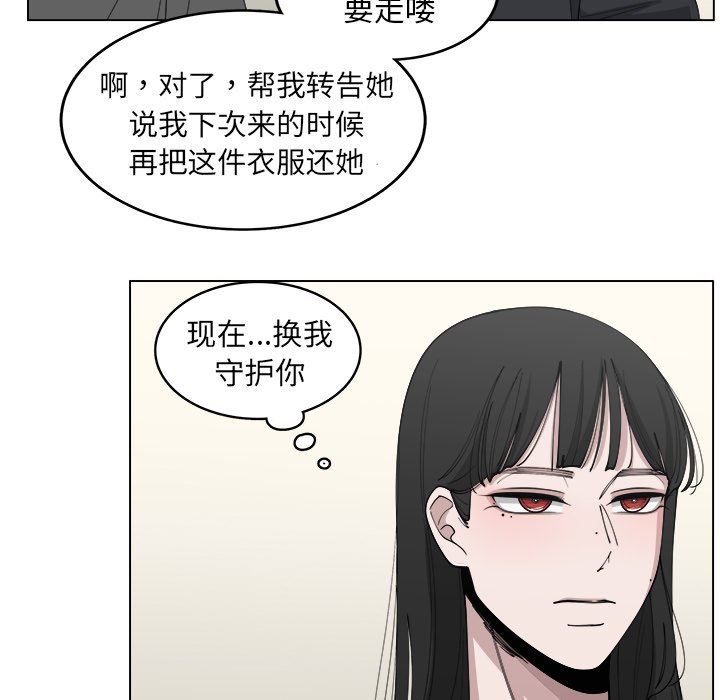 要走喽
啊，对了，帮我转告她
说我下次来的时候
再把这件衣服还她
现在...换我
守护你